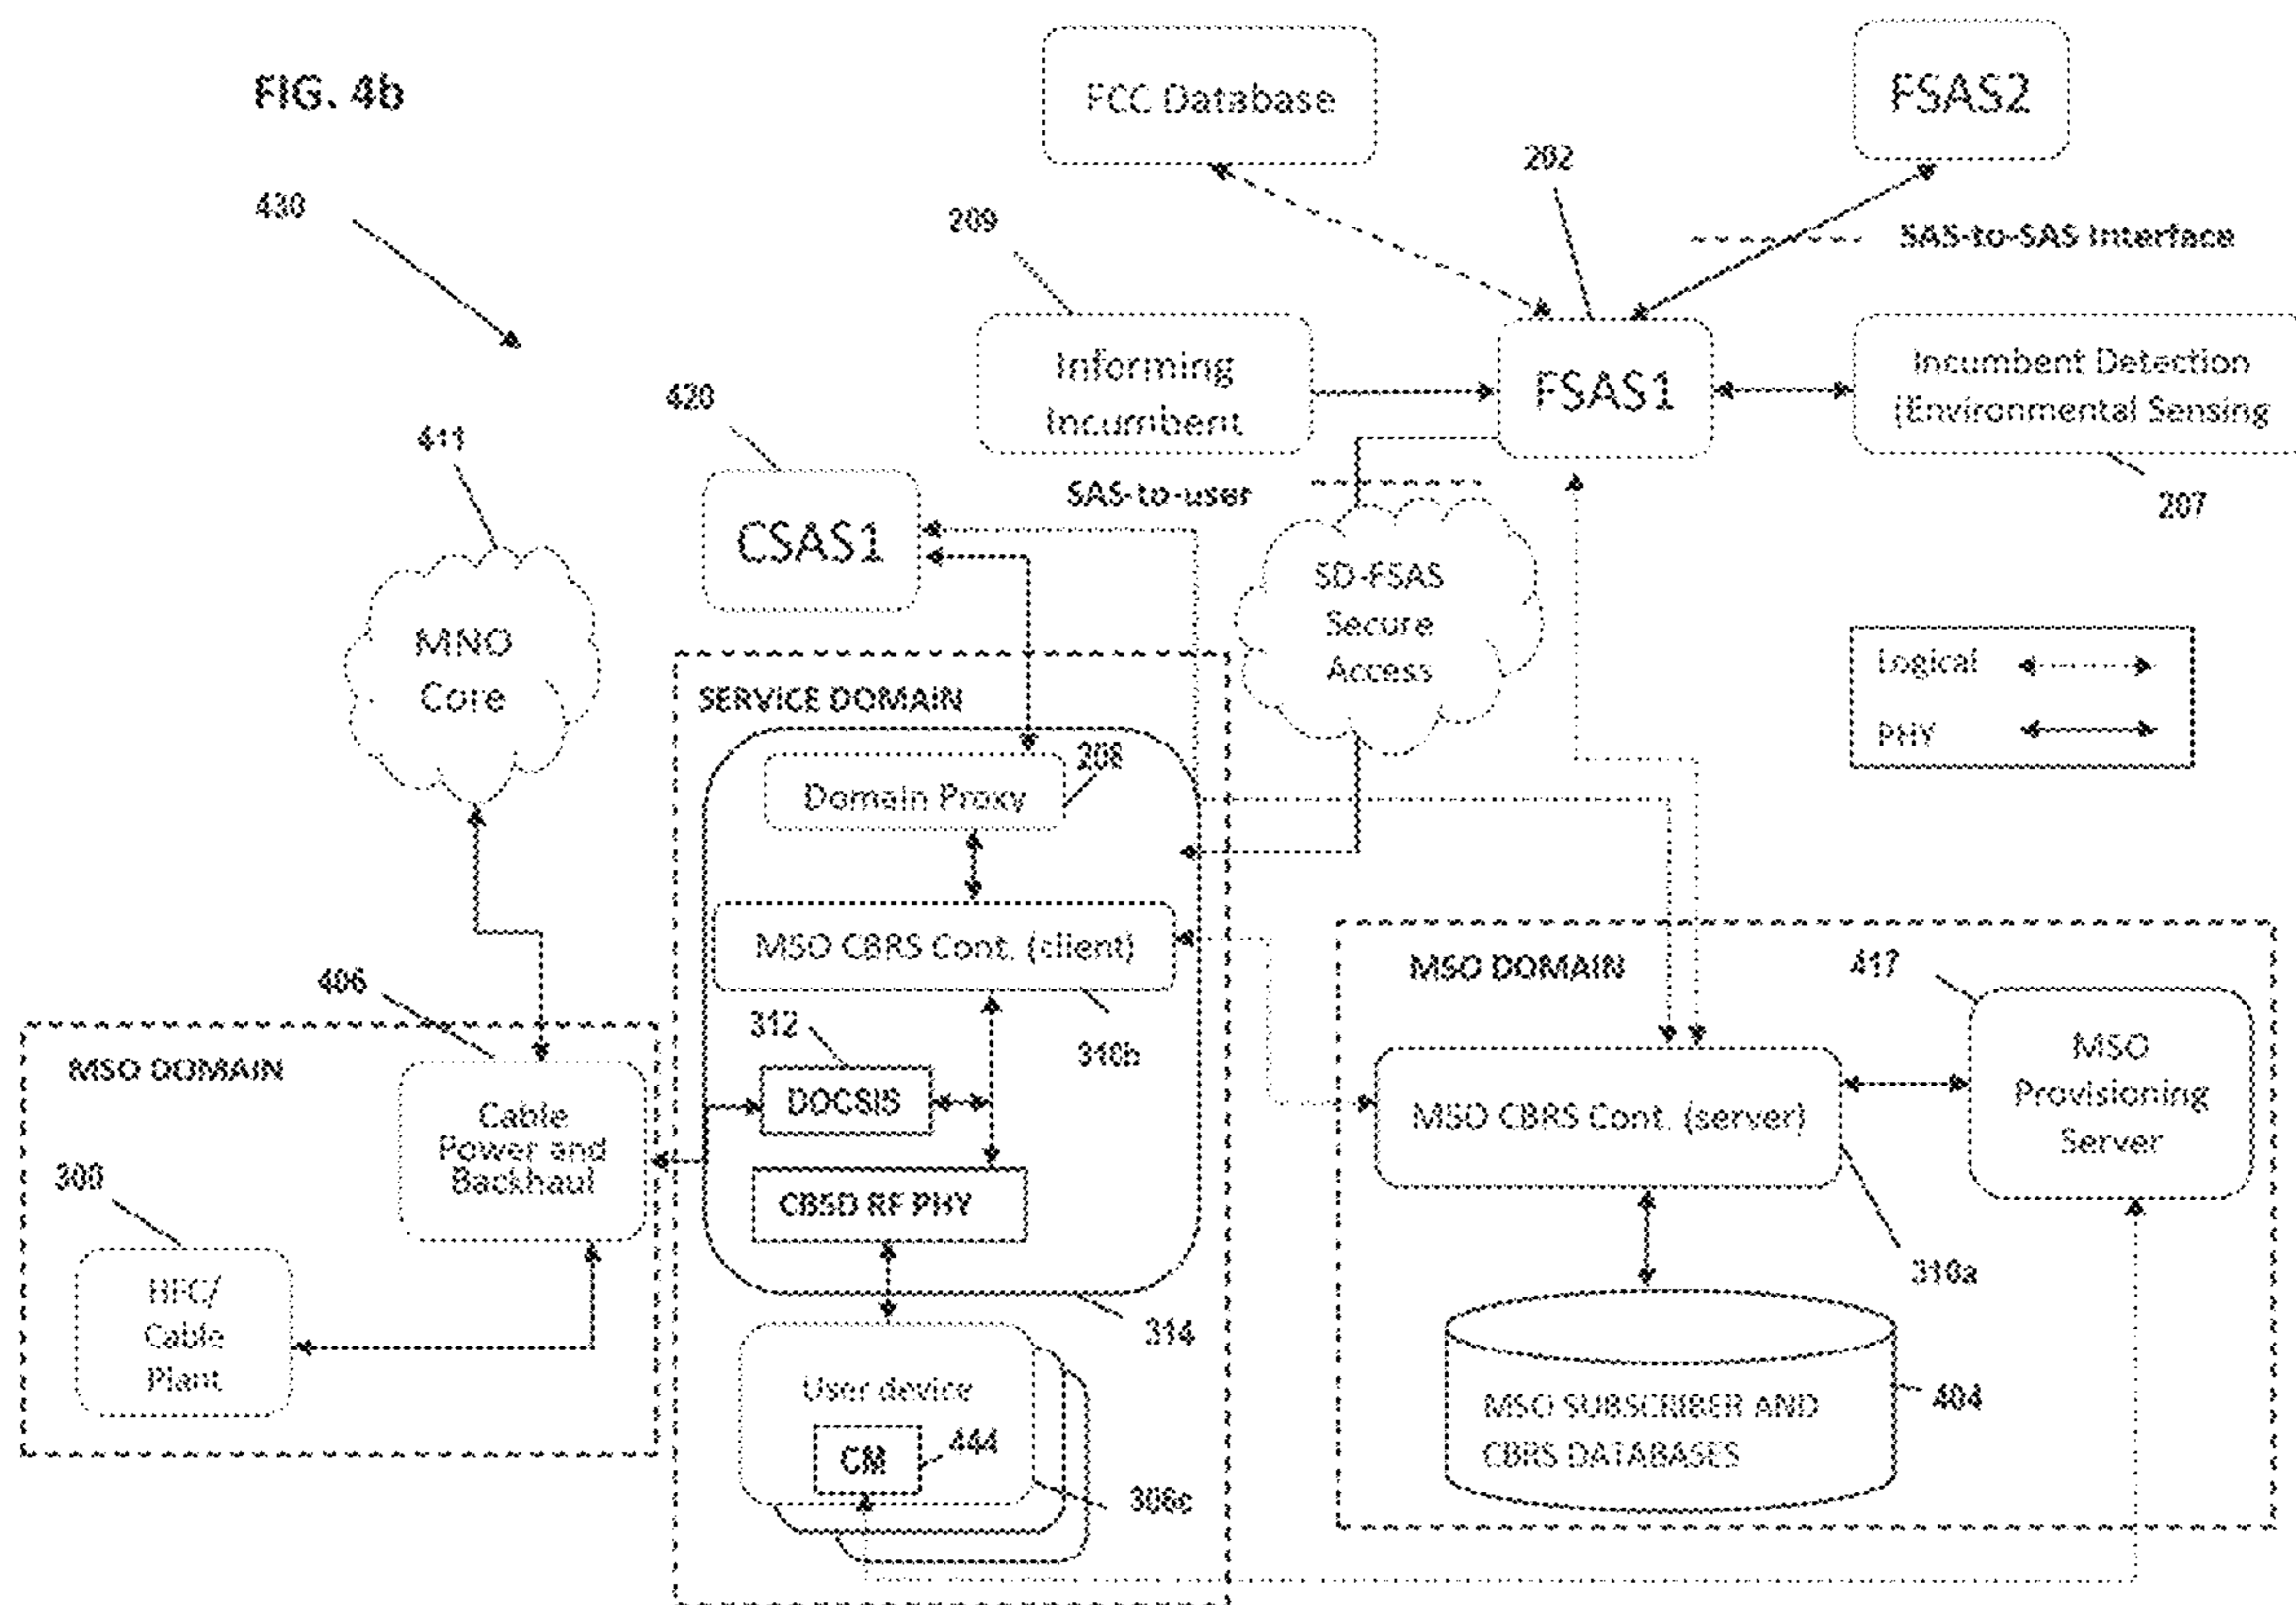 FIG. 4b
FCC Database
FSAS2
202
430
209
SAS-to-SAS Interface
Informing
Incumbent
FSAS1
Incumbent Detection
(Environmental Sensing
420
411
SAS-to-user
207
CSAS1
SD-FSAS
Secure
Access
MNO
Core
Logical
PHY
SERVICE DOMAIN
208
Domain Proxy
MSO CBRS Cont. (client)
MSO DOMAIN
417
406
312
310b
MSO DOMAIN
MSO
Provisioning
Server
Cable
Power and
Backhaul
DOCSIS
MSO CBRS Cont. (server)
300
CBSD RF PHY
310a
HFC/
Cable
Plant
314
User device
404
MSO SUBSCRIBER AND
CBRS DATABASES
CM
444
306c